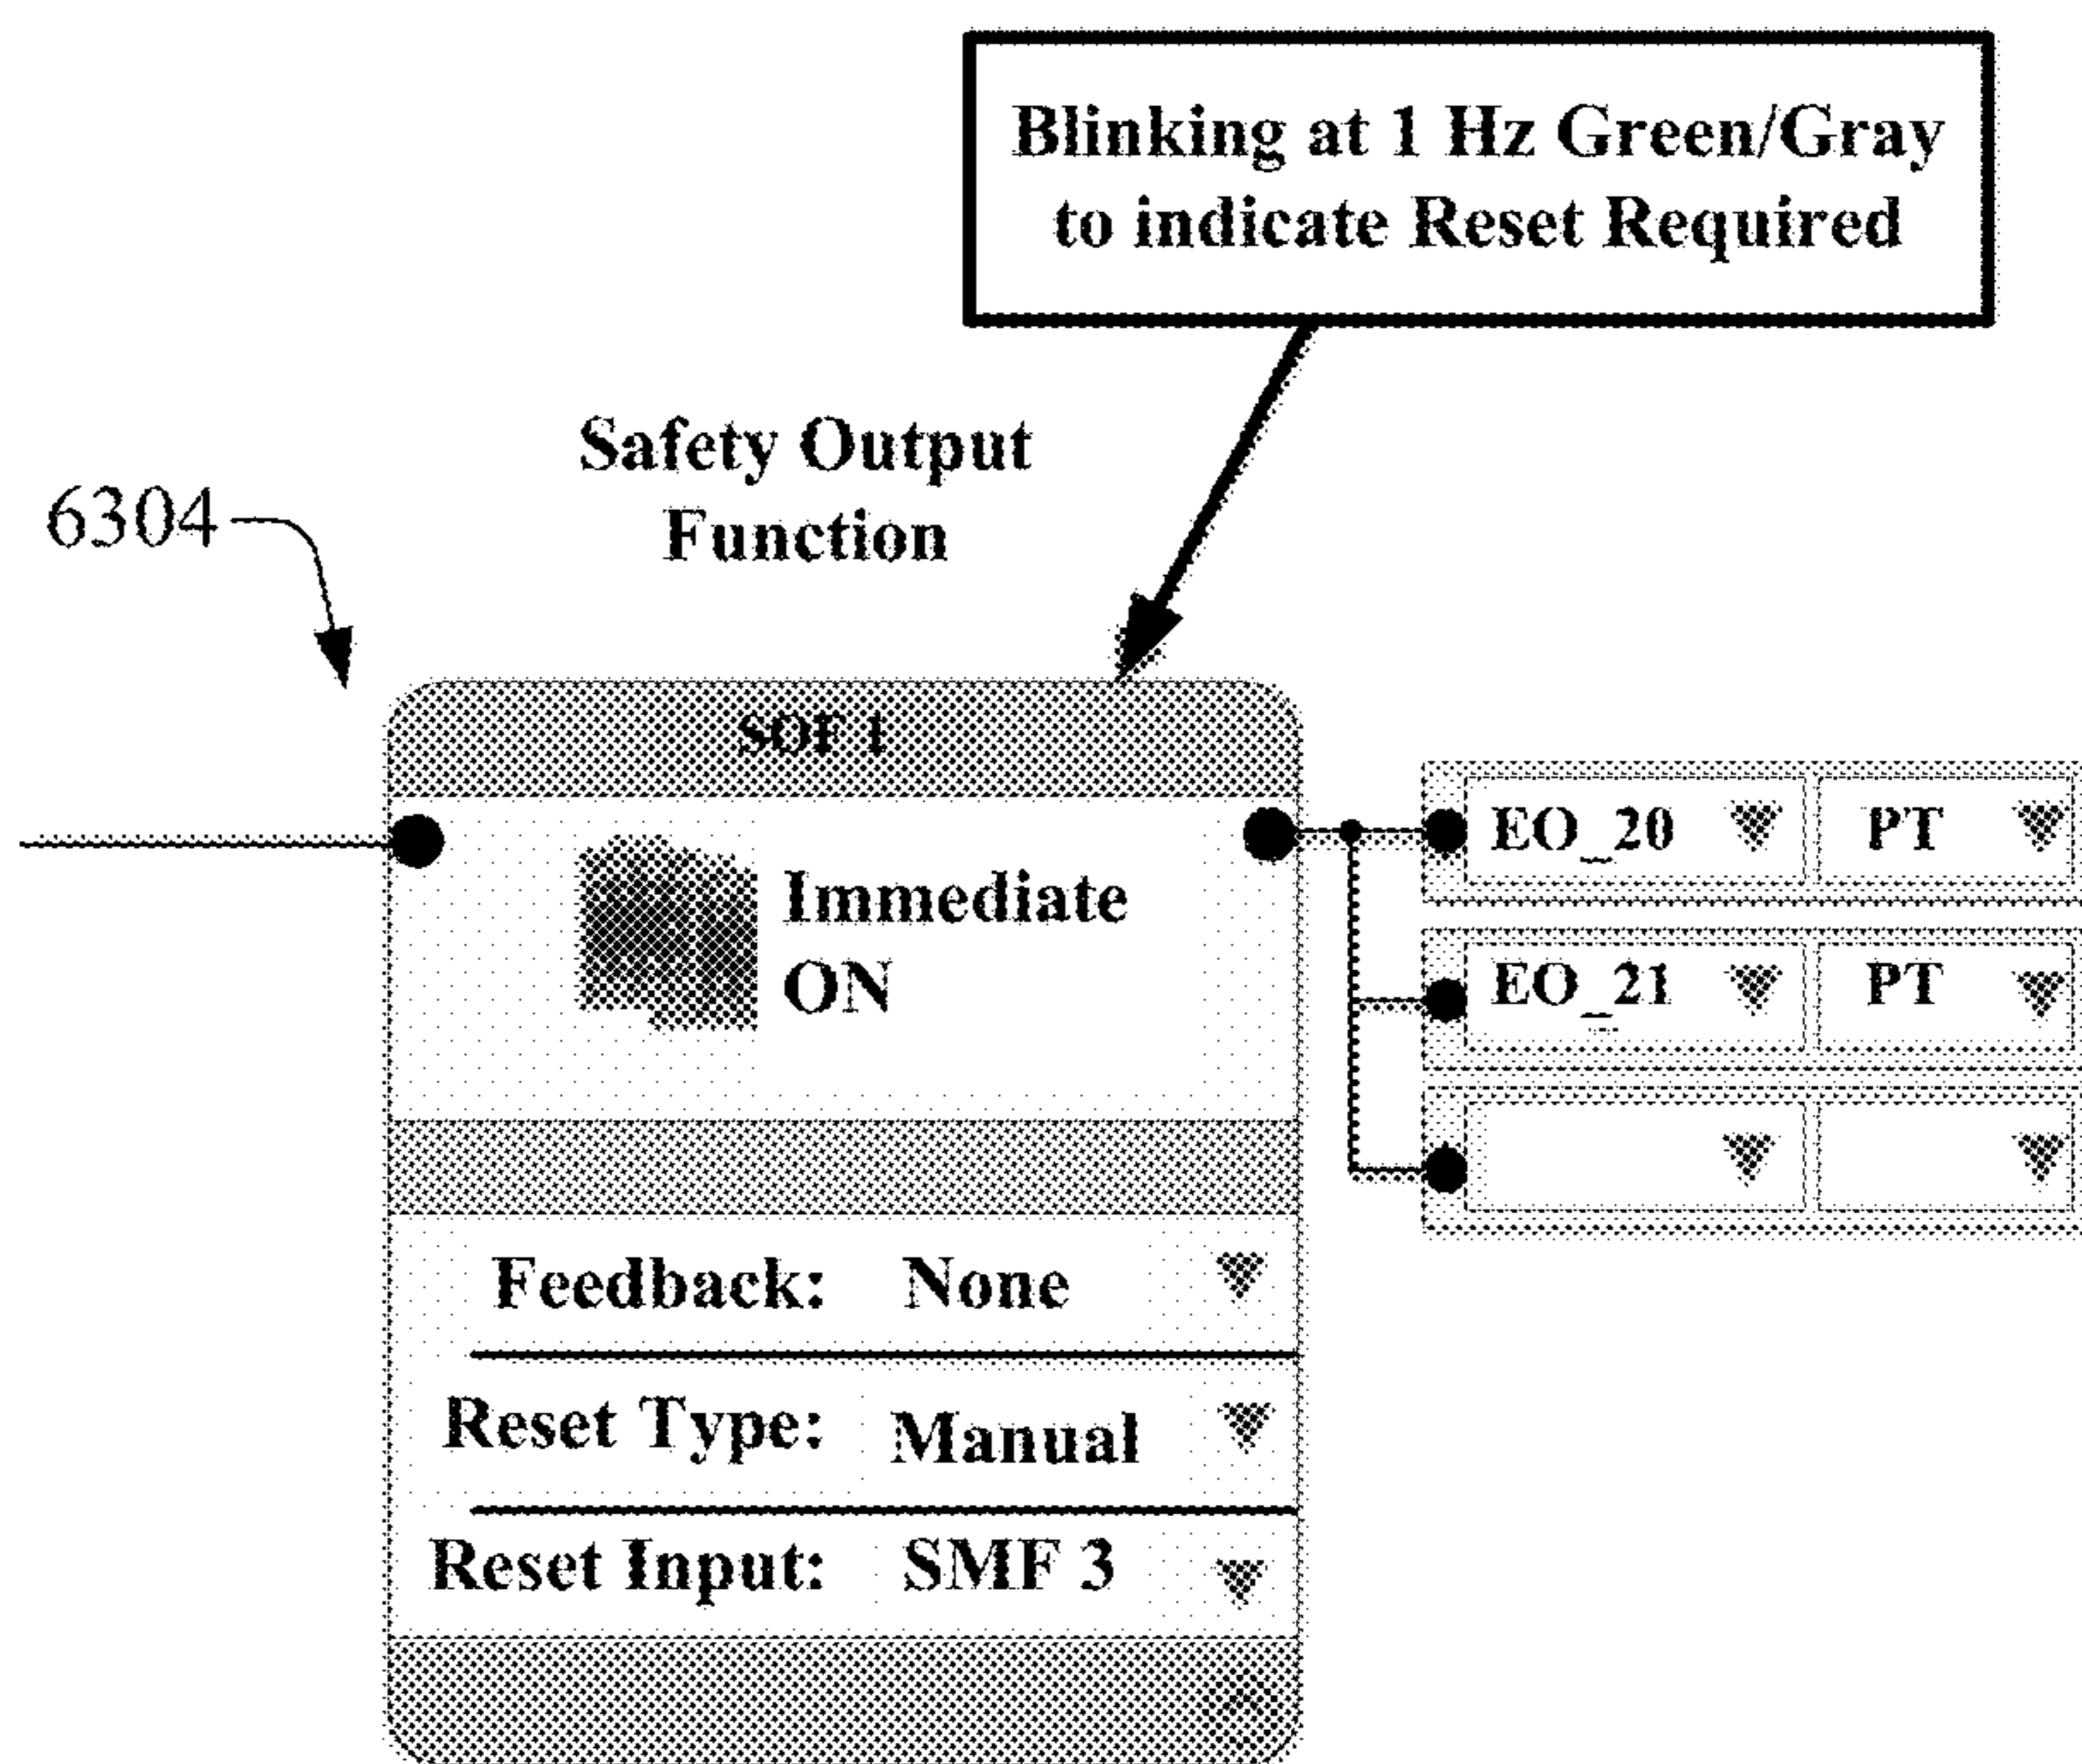 Blinking at 1 Hz Green/Gray
to indicate Reset Required
Safety Output
Function
6304
SOF 1
Immediate
ON
EO_20 PT
EO_21 PT
Feedback: None
Reset Type: Manual
Reset Input: SMF 3